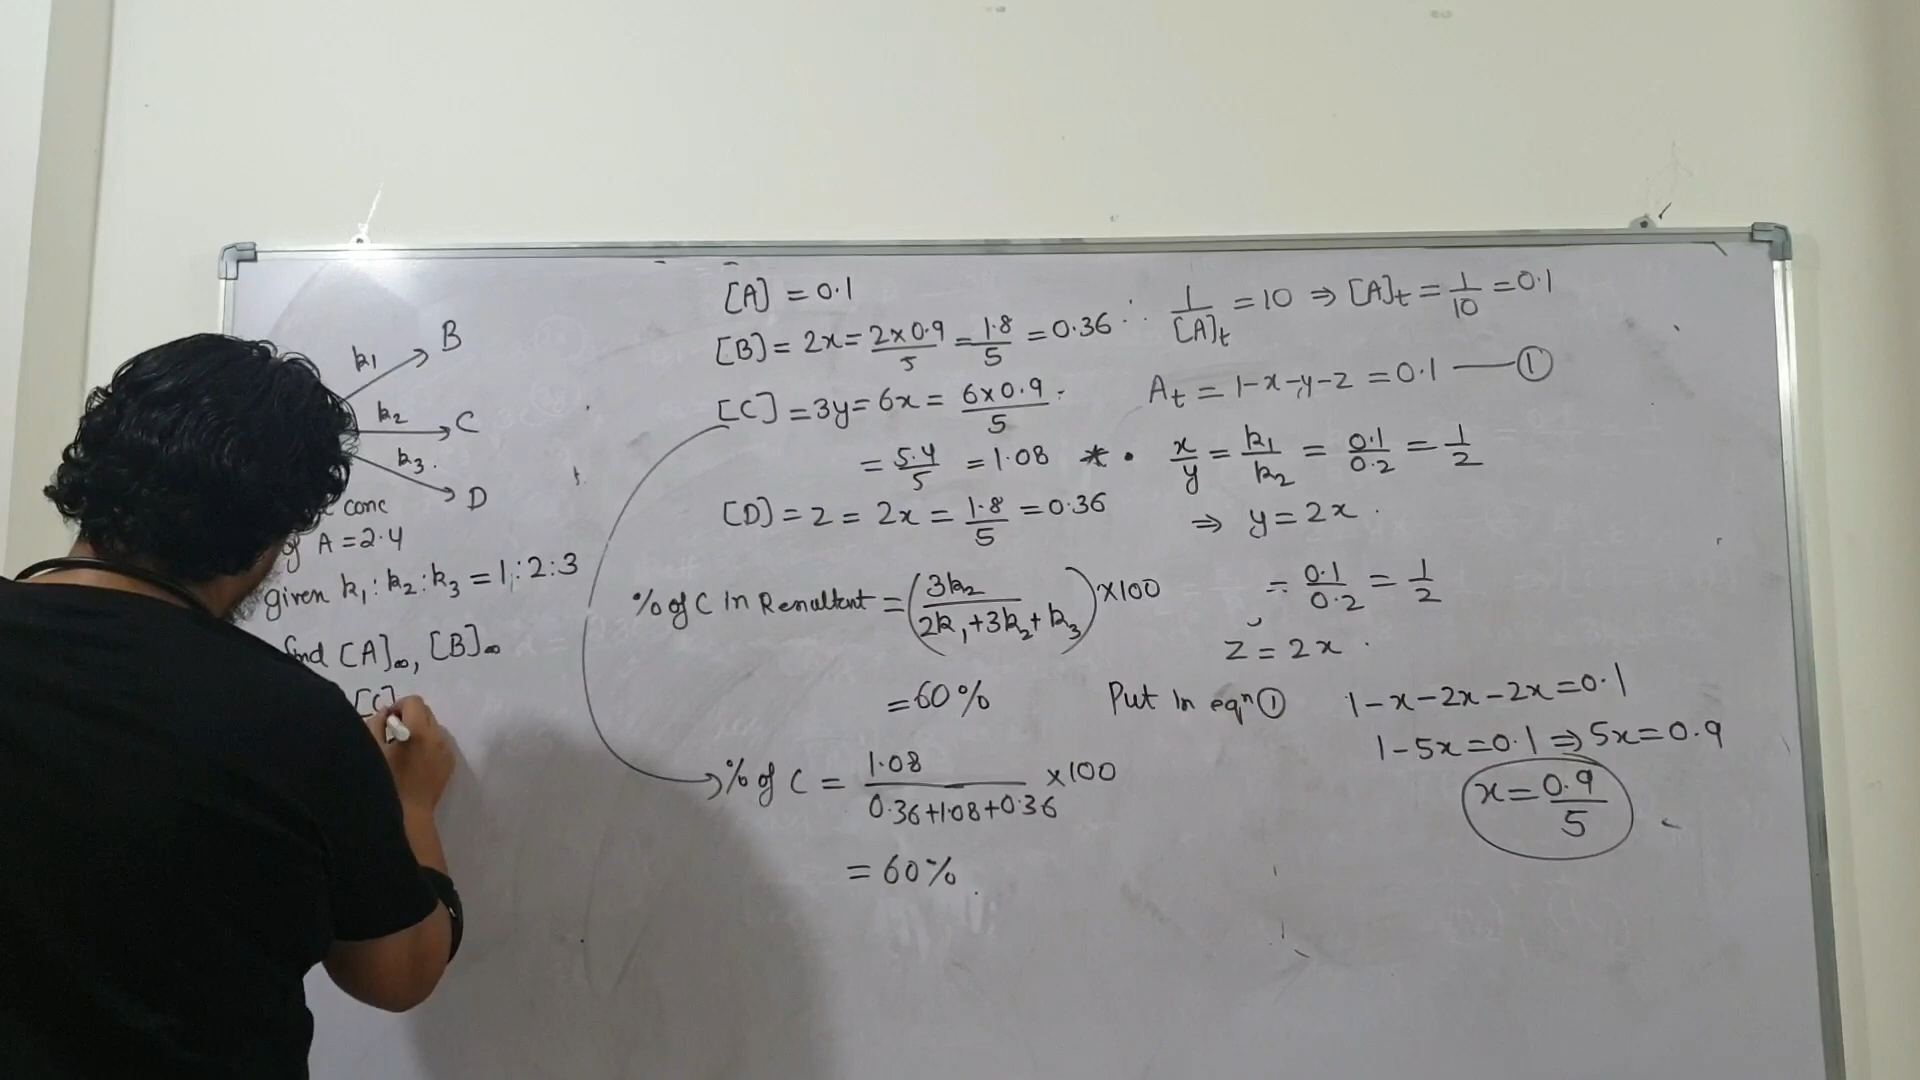 k₁ B
k₂ C
k₃. D
conc
of A = 2.4
given k₁ : k₂ : k₃ = 1 : 2 : 3
find [A]∞, [B]∞
[C]
[A] = 0.1
[B] = 2x = 2×0.9/5 = 1.8/5 = 0.36
[C] = 3y = 6x = 6×0.9/5
= 5.4/5 = 1.08 *
[D] = z = 2x = 1.8/5 = 0.36
% of C in Resultant = (3k₂/2k₁+3k₂+k₃) ×100
= 60%
% of C = 1.08/0.36+1.08+0.36 ×100
= 60%.
∴ 1/[A]t = 10 ⇒ [A]t = 1/10 = 0.1
At = 1-x-y-z = 0.1 — ①
• x/y = k₁/k₂ = 0.1/0.2 = 1/2
⇒ y = 2x .
= 0.1/0.2 = 1/2
z = 2x .
Put in eqⁿ ① 1-x-2x-2x=0.1
1-5x=0.1 ⇒ 5x=0.9
x = 0.9/5